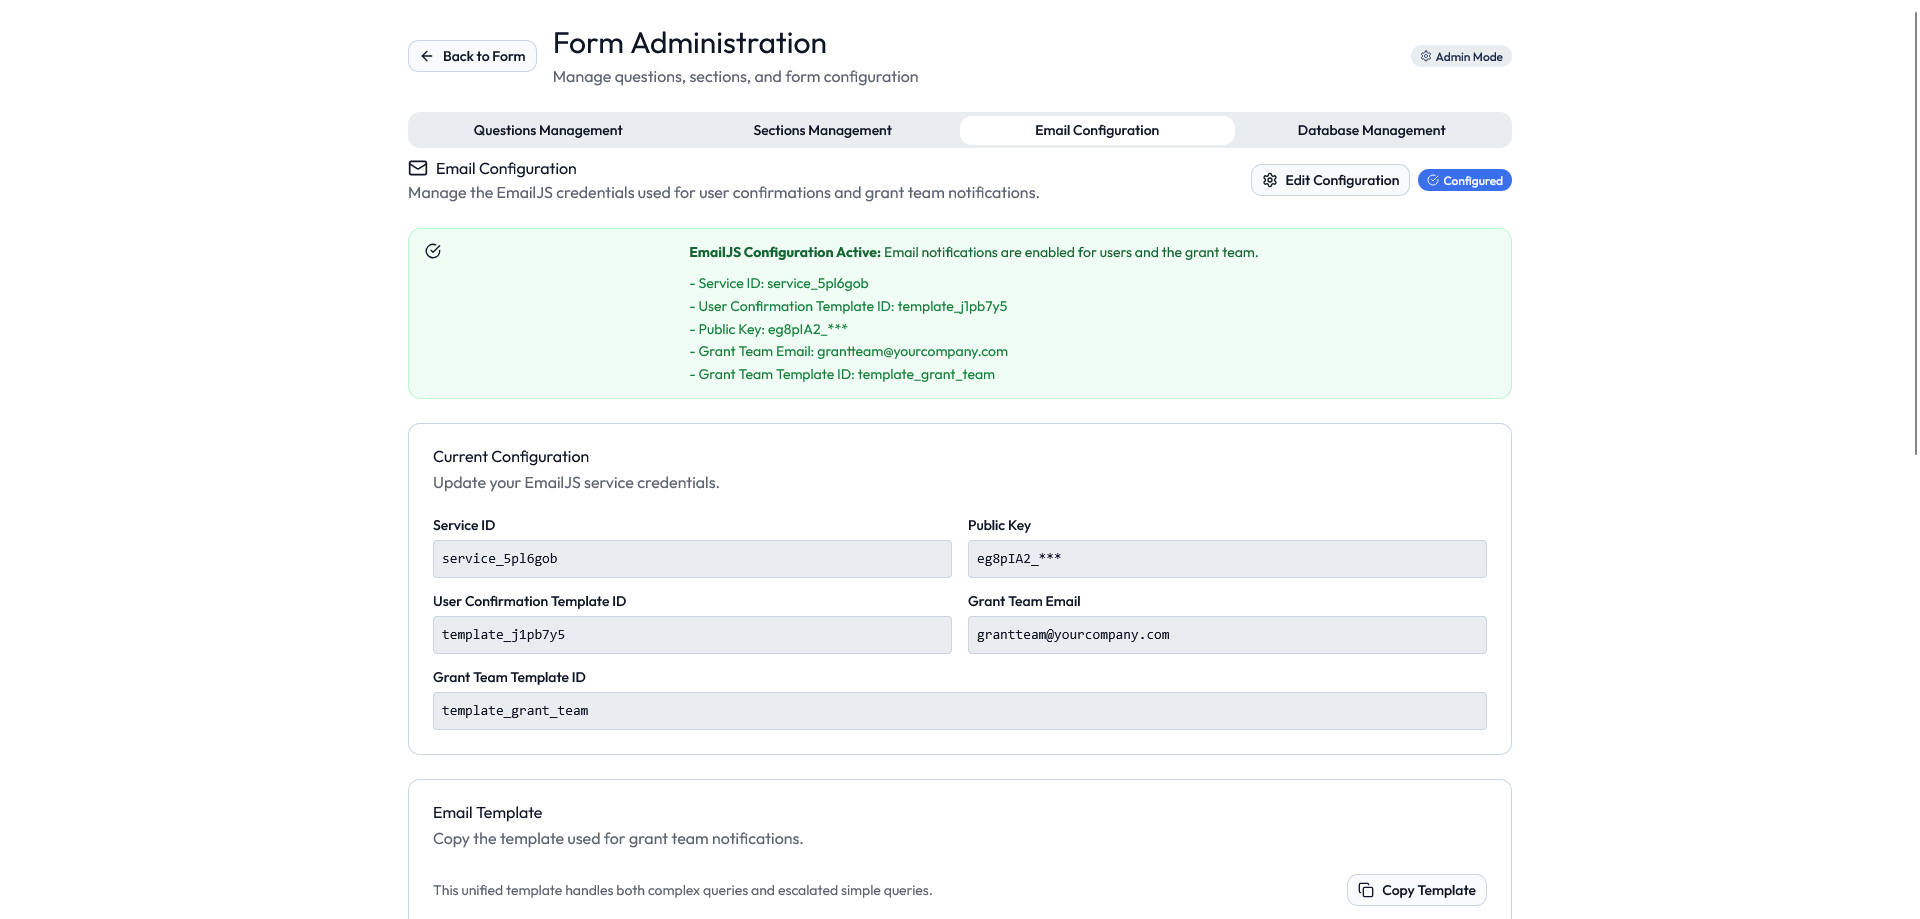 Back to Form
Form Administration
Manage questions, sections, and form configuration
Admin Mode
Questions Management
Sections Management
Email Configuration
Database Management
Email Configuration
Manage the EmailJS credentials used for user confirmations and grant team notifications.
Edit Configuration
Configured
EmailJS Configuration Active: Email notifications are enabled for users and the grant team.
- Service ID: service_5pl6gob
- User Confirmation Template ID: template_j1pb7y5
- Public Key: eg8pIA2_***
- Grant Team Email: grantteam@yourcompany.com
- Grant Team Template ID: template_grant_team
Current Configuration
Update your EmailJS service credentials.
Service ID
service_5pl6gob
Public Key
eg8pIA2_***
User Confirmation Template ID
template_j1pb7y5
Grant Team Email
grantteam@yourcompany.com
Grant Team Template ID
template_grant_team
Email Template
Copy the template used for grant team notifications.
This unified template handles both complex queries and escalated simple queries.
Copy Template